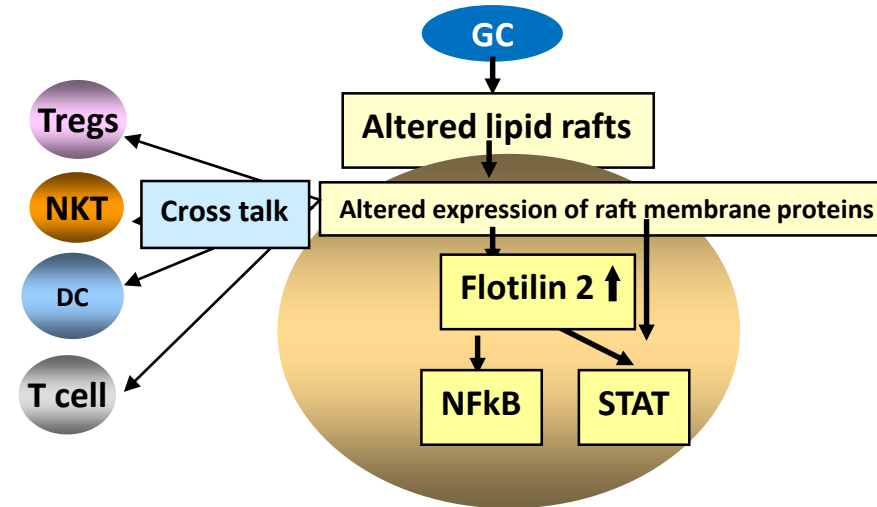 GC
Altered lipid rafts
Tregs
NKT
Cross talk
Altered expression of raft membrane proteins
DC
Flotilin 2
T cell
NFkB
STAT